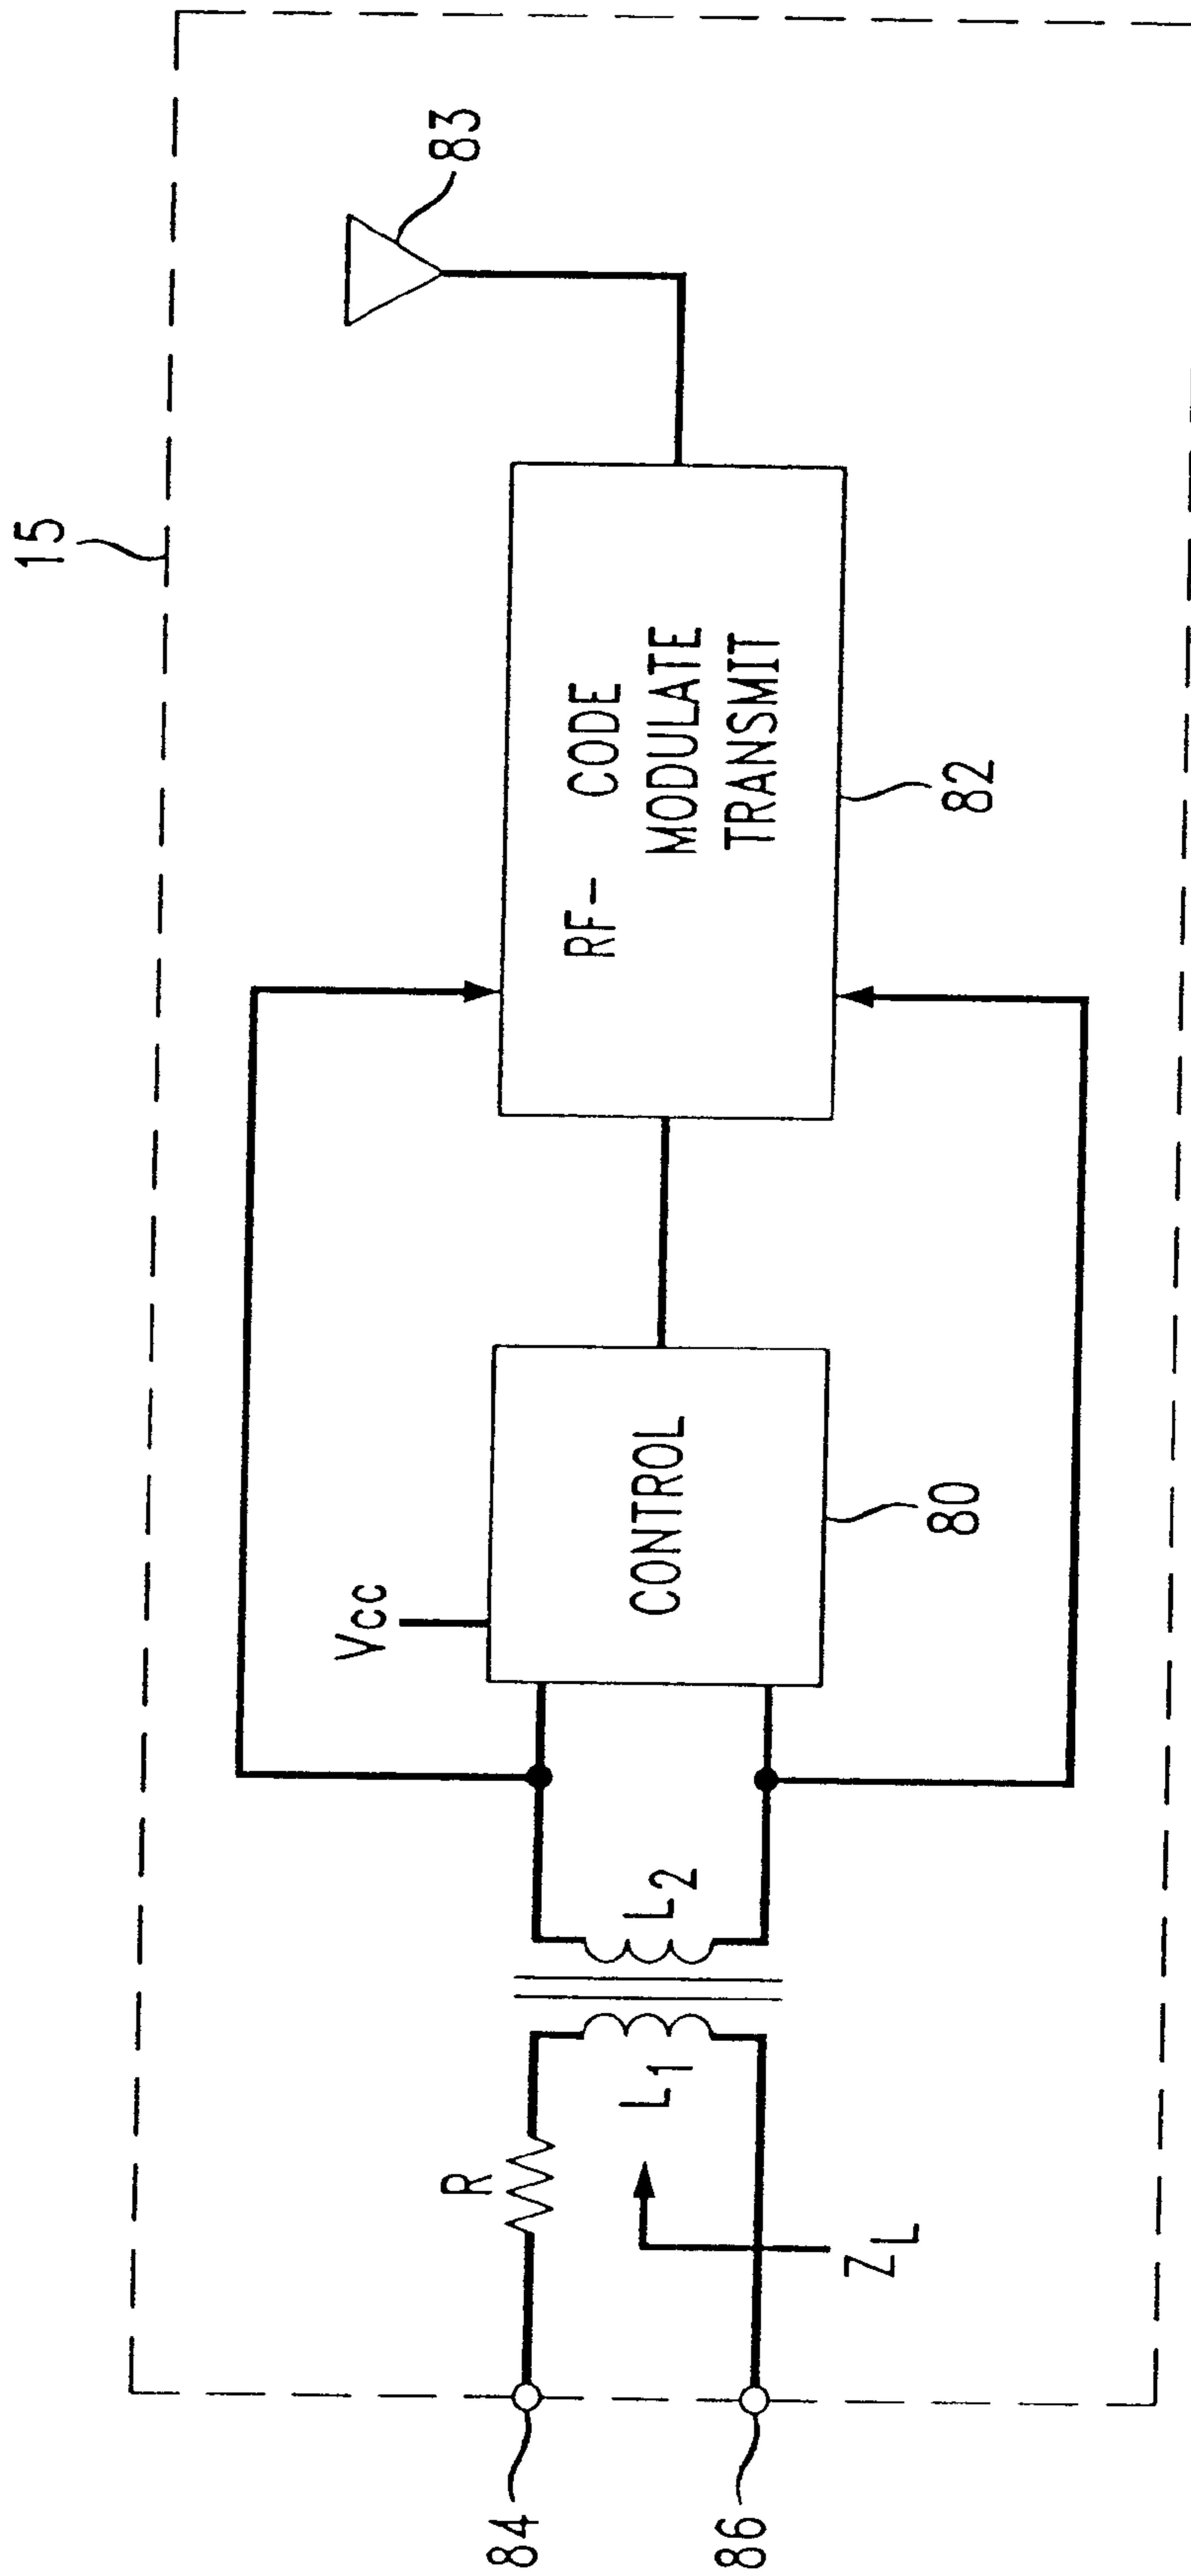 15
83
RF- CODE
MODULATE
TRANSMIT
82
Vcc
CONTROL
80
R
L1
L2
ZL
84
86